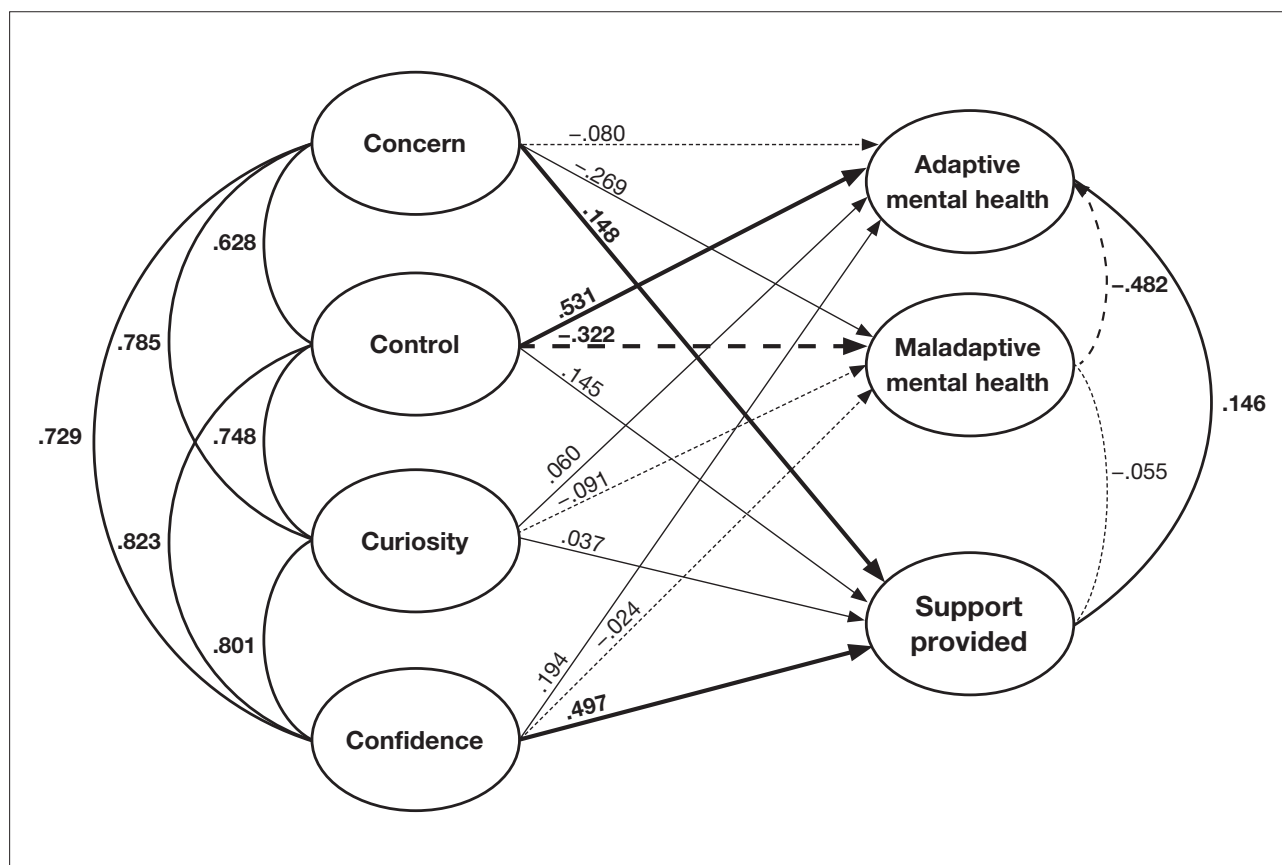 Concern
Control
Curiosity
Confidence
.628
.785
.748
.729
.823
.801
−.080
−.269
.148
.531
−.322
.145
.060
−.091
.037
.194
−.024
.497
Adaptive
mental health
Maladaptive
mental health
Support
provided
−.482
.146
−.055